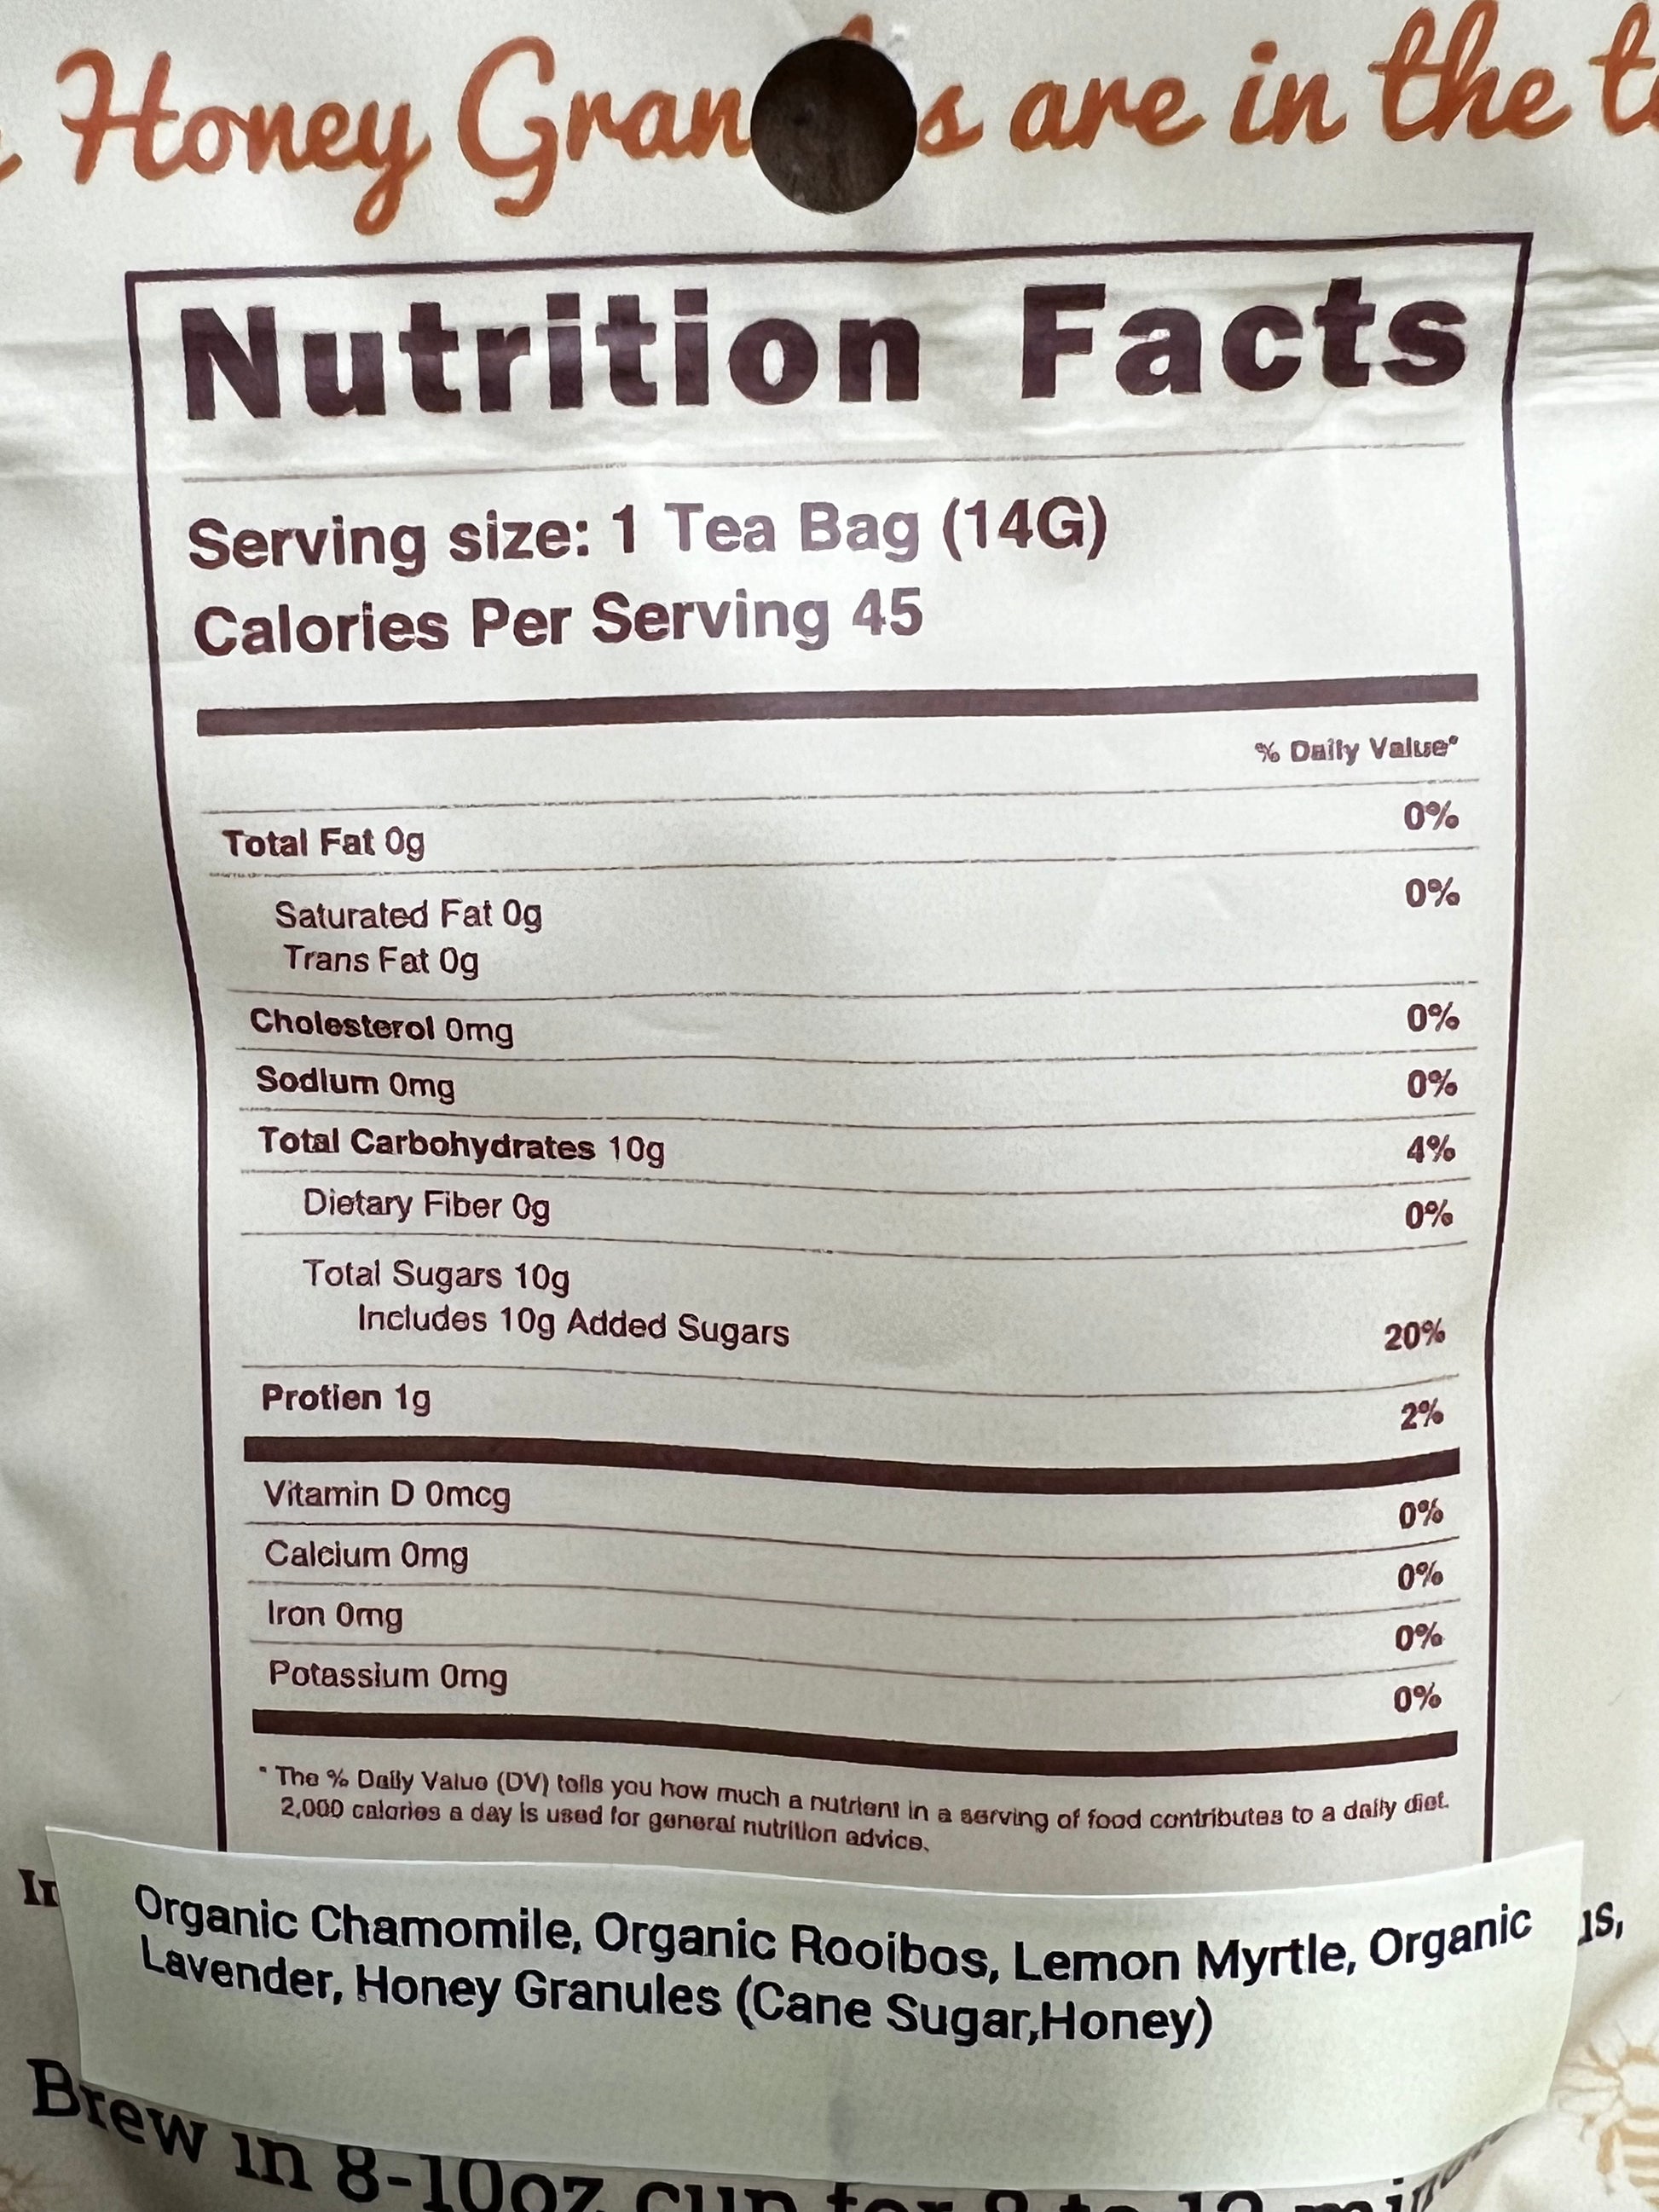 Honey Gran s are in the
Nutrition Facts
Serving size: 1 Tea Bag (14G)
Calories Per Serving 45
% Daily Value*
Total Fat 0g 0%
Saturated Fat 0g 0%
Trans Fat 0g
Cholesterol 0mg 0%
Sodium 0mg 0%
Total Carbohydrates 10g 4%
Dietary Fiber 0g 0%
Total Sugars 10g
Includes 10g Added Sugars 20%
Protien 1g 2%
Vitamin D 0mcg 0%
Calcium 0mg 0%
Iron 0mg 0%
Potassium 0mg 0%
* The % Daily Value (DV) tells you how much a nutrient in a serving of food contributes to a daily diet.
2,000 calories a day is used for general nutrition advice.
Organic Chamomile, Organic Rooibos, Lemon Myrtle, Organic
Lavender, Honey Granules (Cane Sugar,Honey)
Brew in 8-10oz cup for